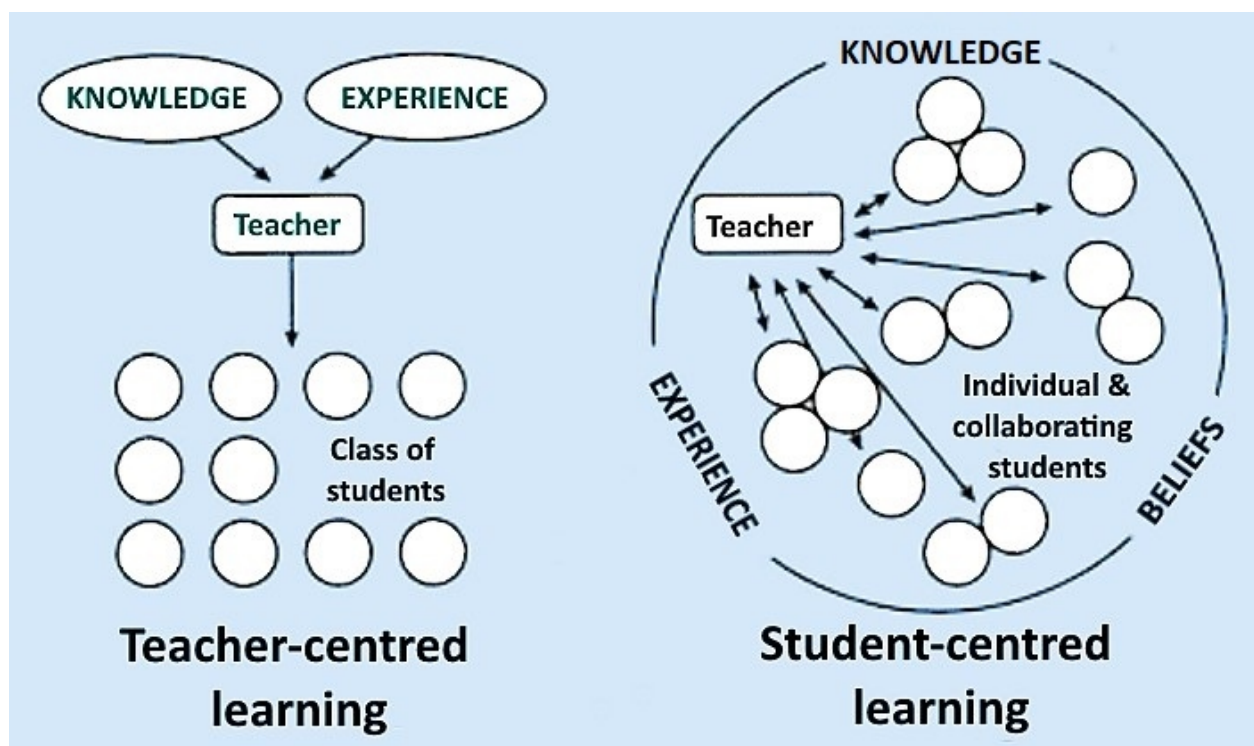 KNOWLEDGE
EXPERIENCE
Teacher
Class of
students
Teacher-centred
learning
KNOWLEDGE
Teacher
Individual &
collaborating
students
EXPERIENCE
BELIEFS
Student-centred
learning